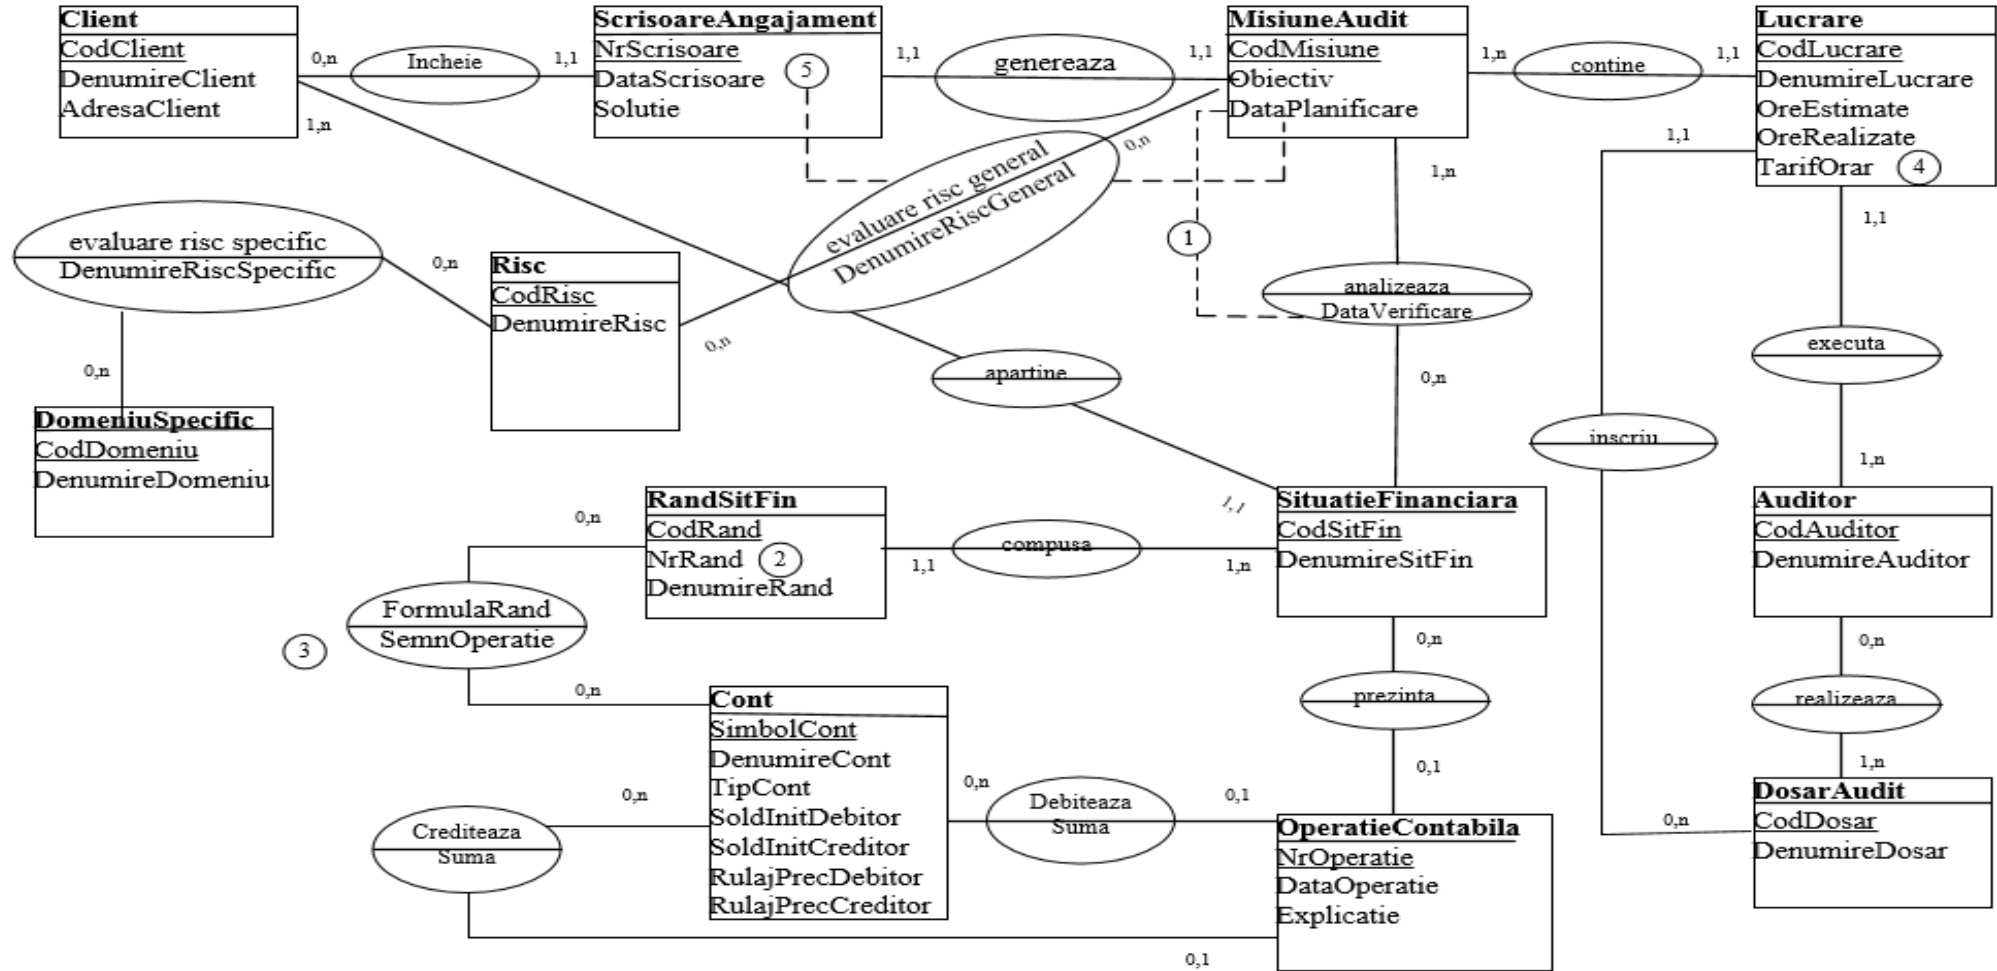 Client
CodClient
DenumireClient
AdresaClient
0,n
Incheie
1,1
1,n
ScrisoareAngajament
NrScrisoare
DataScrisoare
5
Solutie
1,1
genereaza
1,1
MisiuneAudit
CodMisiune
Obiectiv
DataPlanificare
1,n
contine
1,1
Lucrare
CodLucrare
DenumireLucrare
OreEstimate
OreRealizate
TarifOrar
4
1,1
1,1
evaluare risc general
DenumireRiscGeneral
0,n
0,n
1,n
1
evaluare risc specific
DenumireRiscSpecific
0,n
0,n
Risc
CodRisc
DenumireRisc
analizeaza
DataVerificare
0,n
executa
1,n
apartine
1,1
inscriu
0,n
DomeniuSpecific
CodDomeniu
DenumireDomeniu
RandSitFin
CodRand
NrRand
2
DenumireRand
0,n
1,1
compusa
1,n
SituatieFinanciara
CodSitFin
DenumireSitFin
Auditor
CodAuditor
DenumireAuditor
FormulaRand
SemnOperatie
3
0,n
0,n
prezinta
0,1
0,n
realizeaza
1,n
Cont
SimbolCont
DenumireCont
TipCont
SoldInitDebitor
SoldInitCreditor
RulajPrecDebitor
RulajPrecCreditor
0,n
Crediteaza
Suma
0,1
0,n
Debiteaza
Suma
0,1
OperatieContabila
NrOperatie
DataOperatie
Explicatie
DosarAudit
CodDosar
DenumireDosar